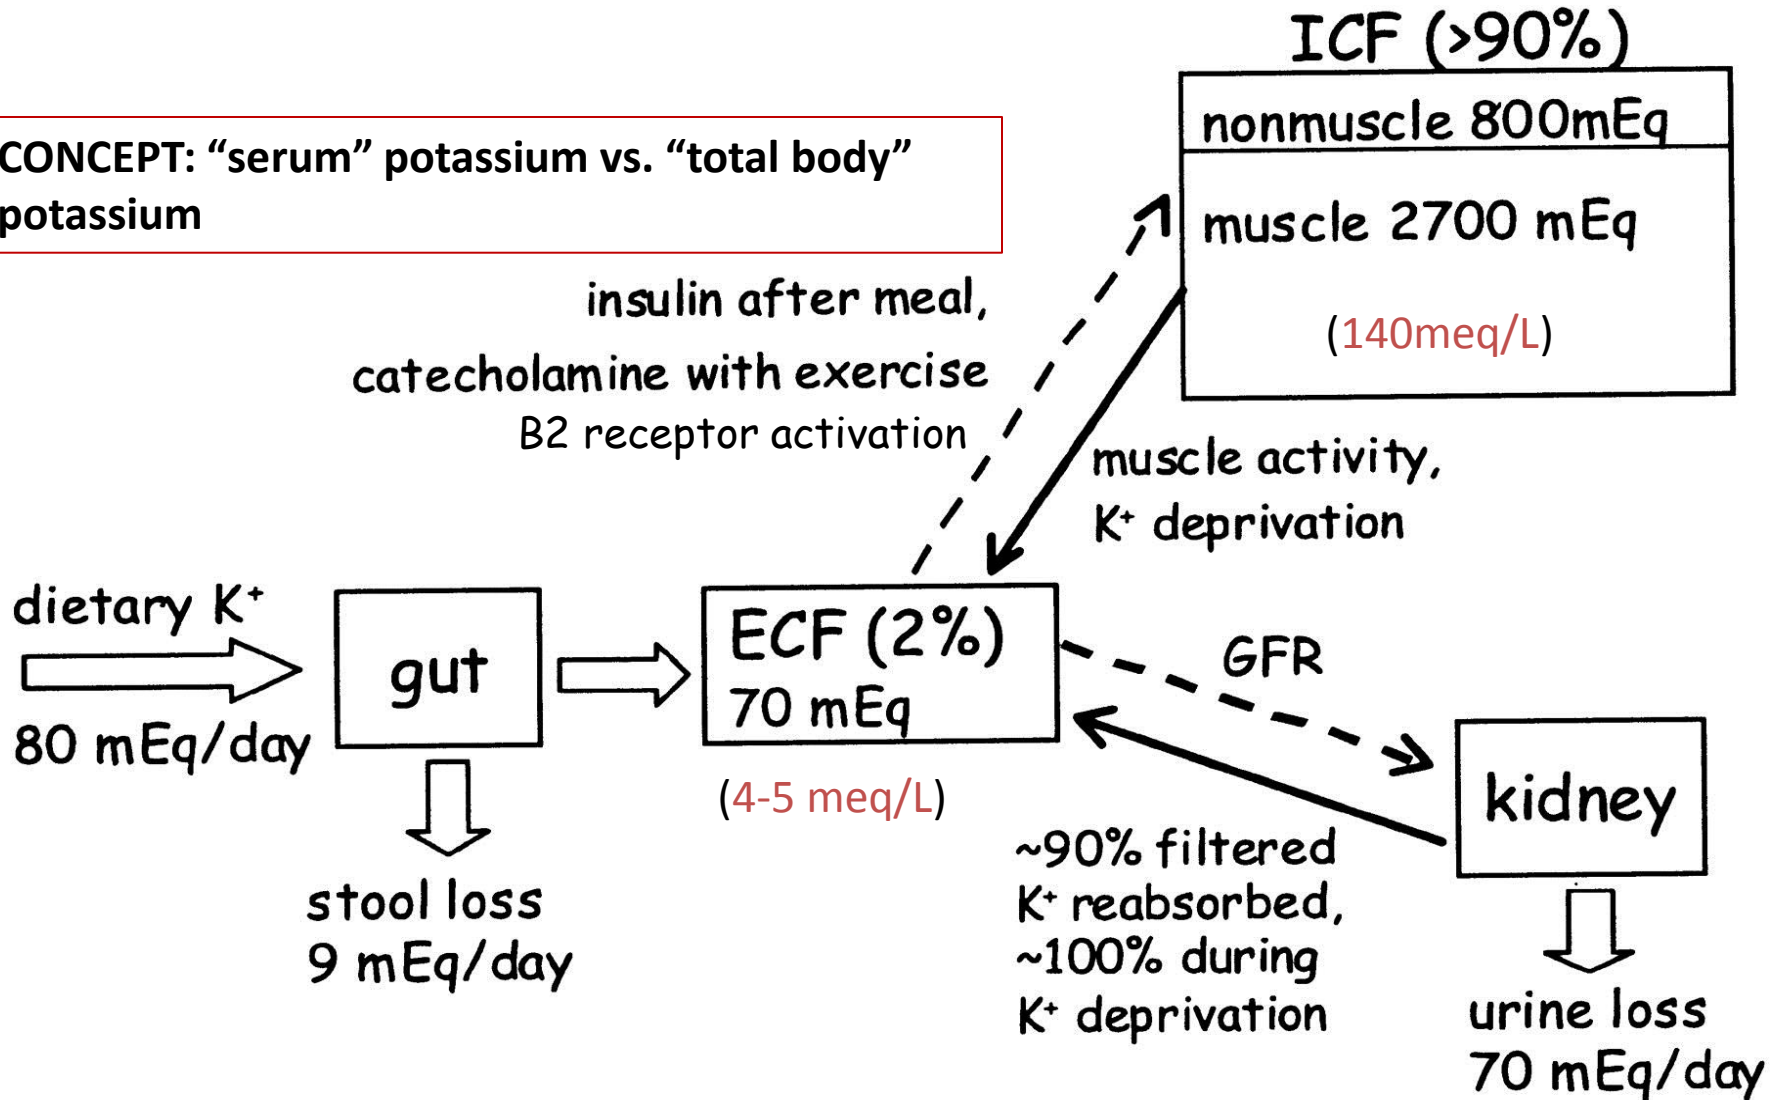 ICF (>90%)
nonmuscle 800mEq
muscle 2700 mEq
(140meq/L)
CONCEPT: “serum” potassium vs. “total body”
potassium
insulin after meal,
catecholamine with exercise
B2 receptor activation
muscle activity,
K⁺ deprivation
dietary K⁺
80 mEq/day
gut
stool loss
9 mEq/day
ECF (2%)
70 mEq
(4-5 meq/L)
GFR
~90% filtered
K⁺ reabsorbed,
~100% during
K⁺ deprivation
kidney
urine loss
70 mEq/day